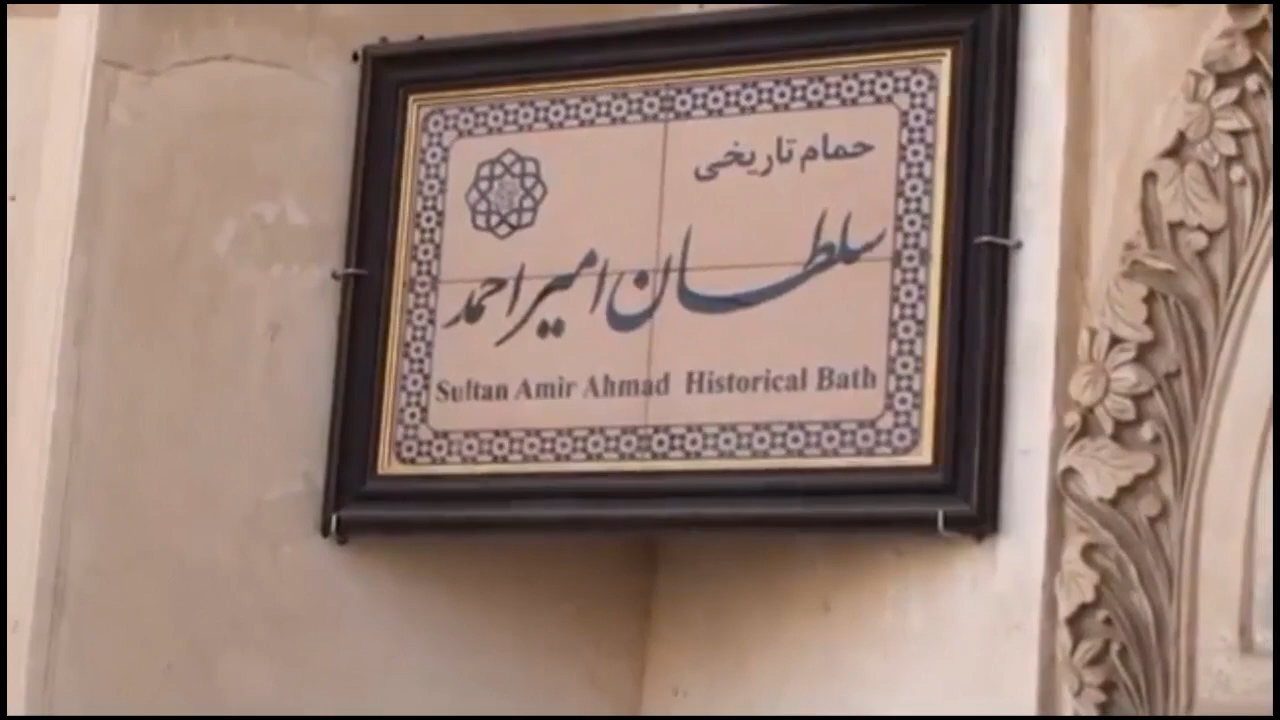 حمام تاریخی
سلطان امیر احمد
Sultan Amir Ahmad Historical Bath